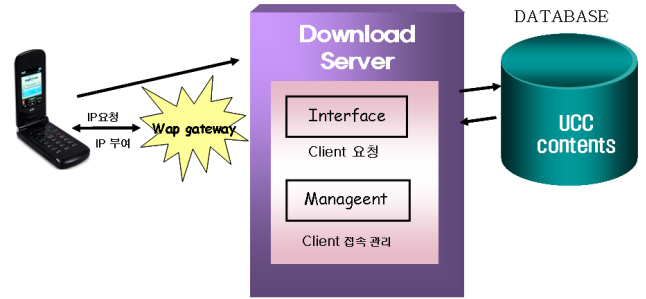 DATABASE
Download
Server
IP요청
Wap gateway
IP 부여
Interface
Client 요청
Manageent
Client 접속 관리
UCC
contents